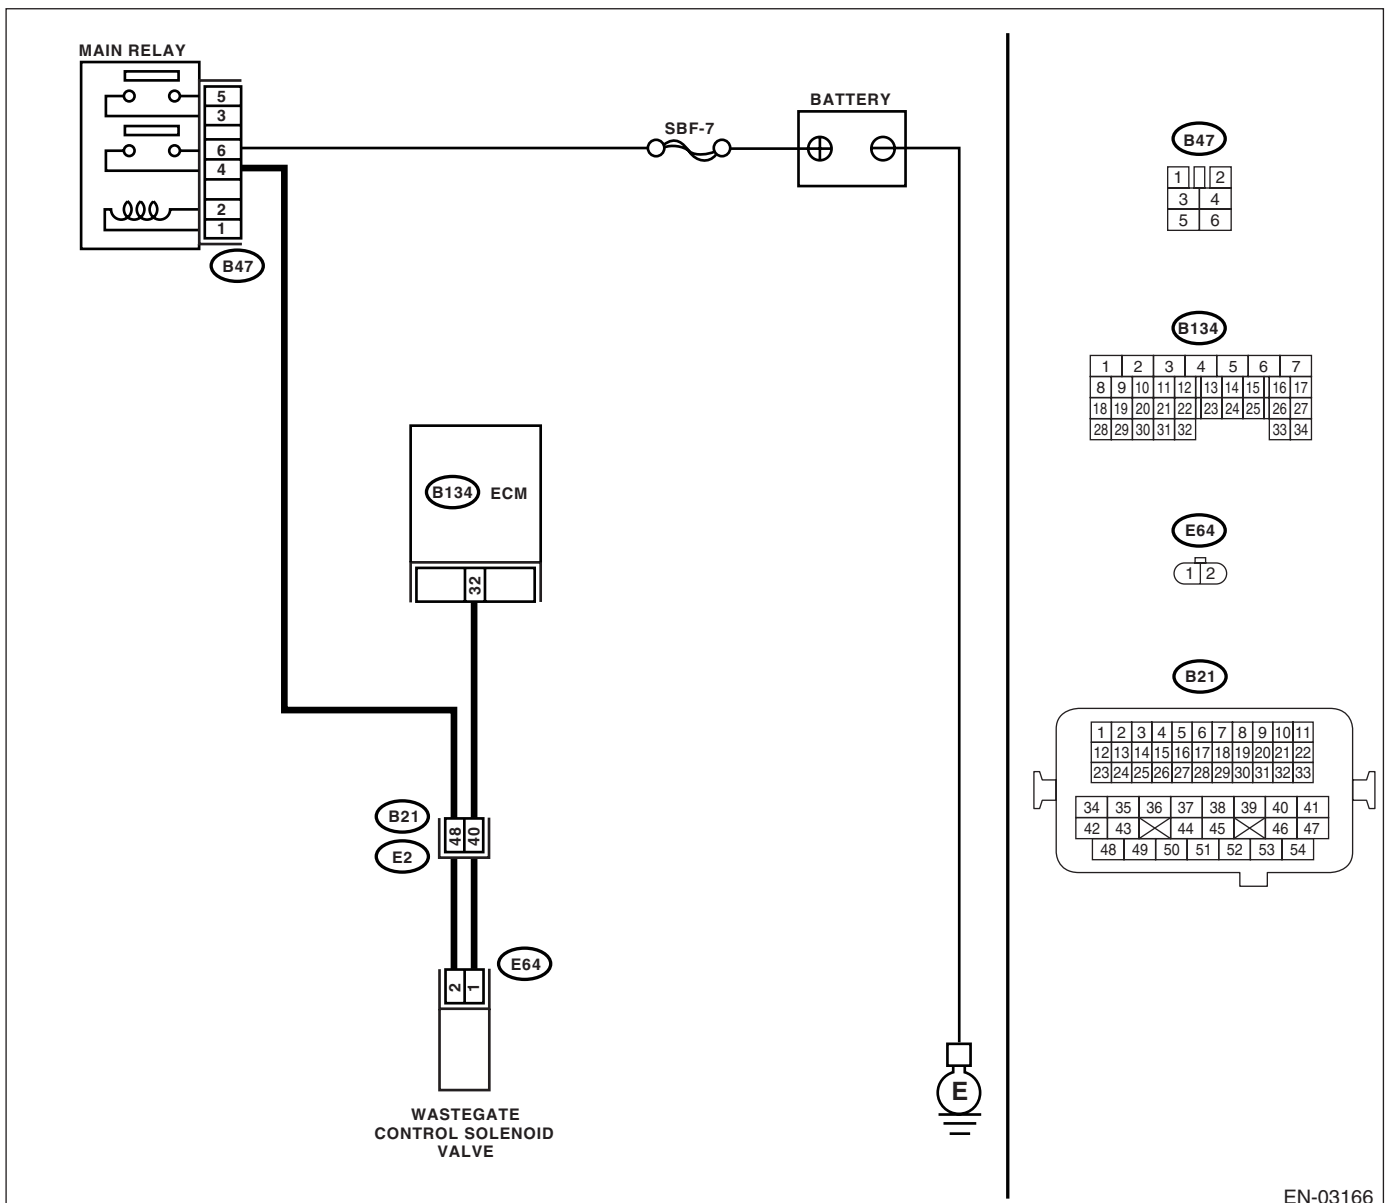 MAIN RELAY
5
3
6
4
2
1
B47
SBF-7
BATTERY
B134 ECM
32
B21
E2
48 40
E64
2 1
WASTEGATE
CONTROL SOLENOID
VALVE
E
B47
1 2
3 4
5 6
B134
1 2 3 4 5 6 7
8 9 10 11 12 13 14 15 16 17
18 19 20 21 22 23 24 25 26 27
28 29 30 31 32 33 34
E64
1 2
B21
1 2 3 4 5 6 7 8 9 10 11
12 13 14 15 16 17 18 19 20 21 22
23 24 25 26 27 28 29 30 31 32 33
34 35 36 37 38 39 40 41
42 43 44 45 46 47
48 49 50 51 52 53 54
EN-03166